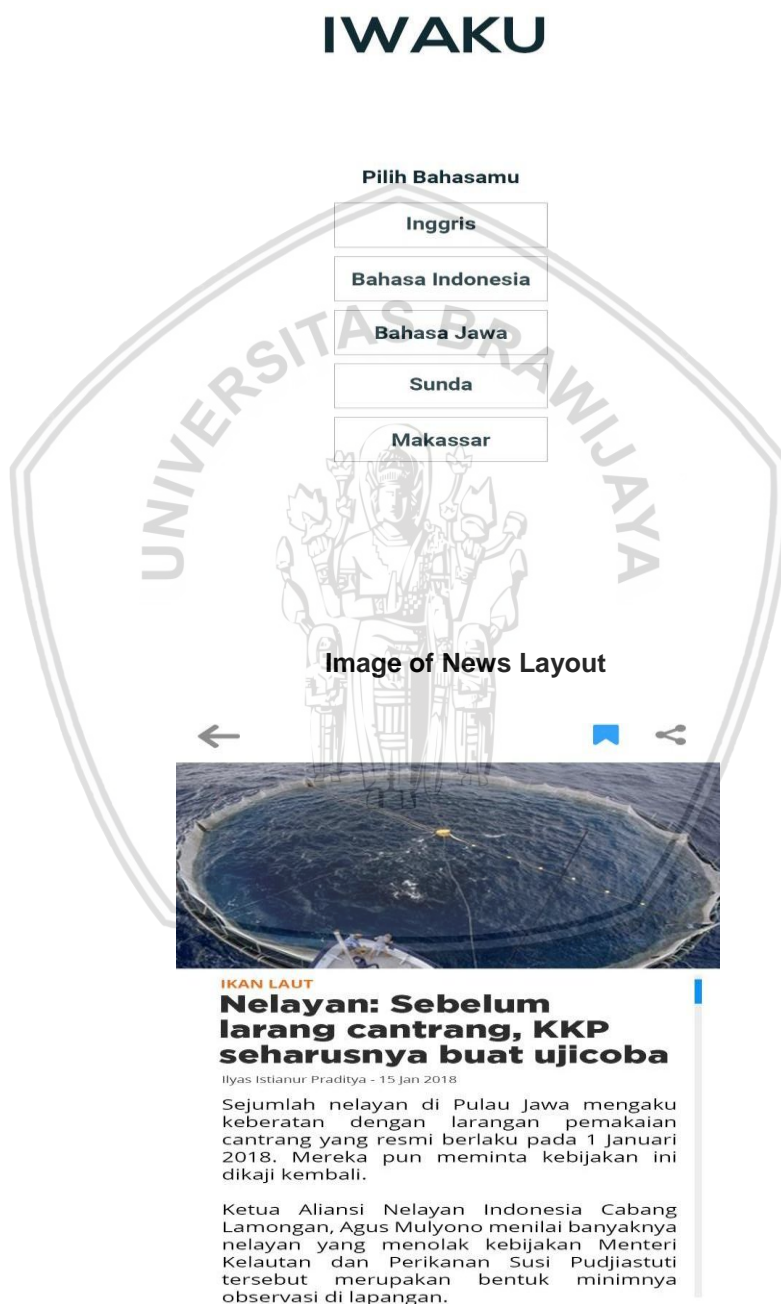 IWAKU
Pilih Bahasamu
Inggris
Bahasa Indonesia
Bahasa Jawa
Sunda
Makassar
UNIVERSITAS BRAWIJAYA
Image of News Layout
IKAN LAUT
Nelayan: Sebelum
larang cantrang, KKP
seharusnya buat ujicoba
Ilyas Istianur Praditya - 15 Jan 2018
Sejumlah nelayan di Pulau Jawa mengaku
keberatan dengan larangan pemakaian
cantrang yang resmi berlaku pada 1 Januari
2018. Mereka pun meminta kebijakan ini
dikaji kembali.
Ketua Aliansi Nelayan Indonesia Cabang
Lamongan, Agus Mulyono menilai banyaknya
nelayan yang menolak kebijakan Menteri
Kelautan dan Perikanan Susi Pudjiastuti
tersebut merupakan bentuk minimnya
observasi di lapangan.